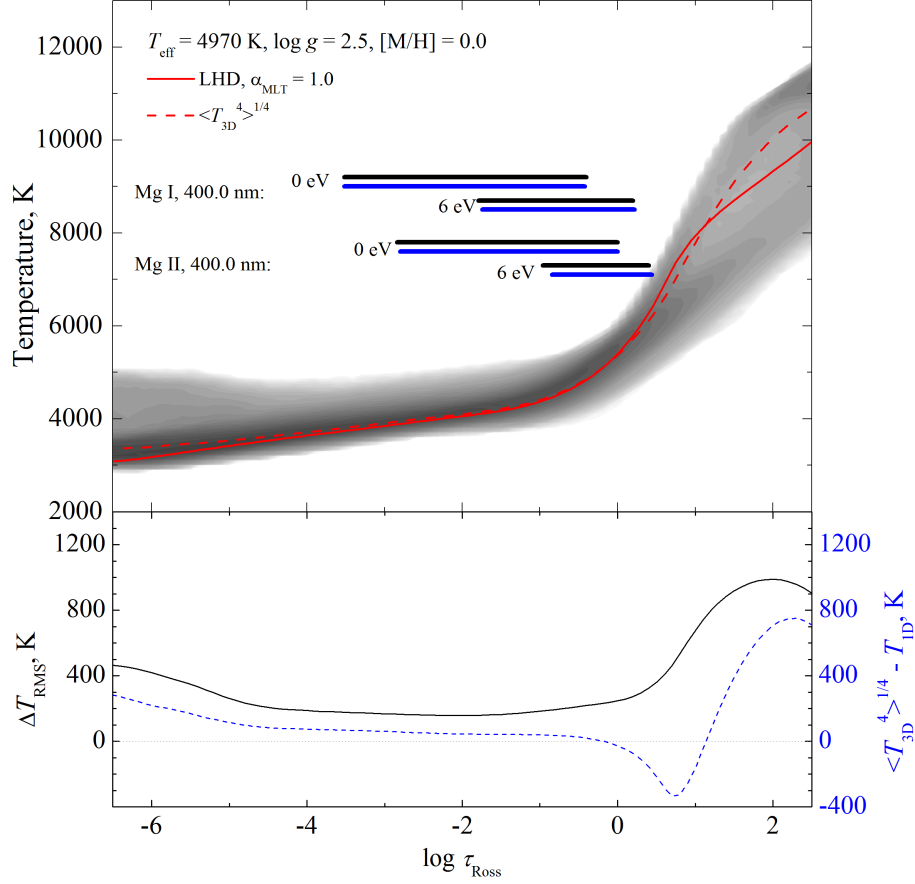 12000
10000
8000
6000
4000
2000
Temperature, K
T_eff = 4970 K, log g = 2.5, [M/H] = 0.0
LHD, α_MLT = 1.0
<T_3D^4>^1/4
Mg I, 400.0 nm:
0 eV
6 eV
Mg II, 400.0 nm:
0 eV
6 eV
1200
800
400
0
ΔT_RMS, K
1200
800
400
0
-400
<T_3D^4>^1/4 - T_1D, K
-6 -4 -2 0 2
log τ_Ross